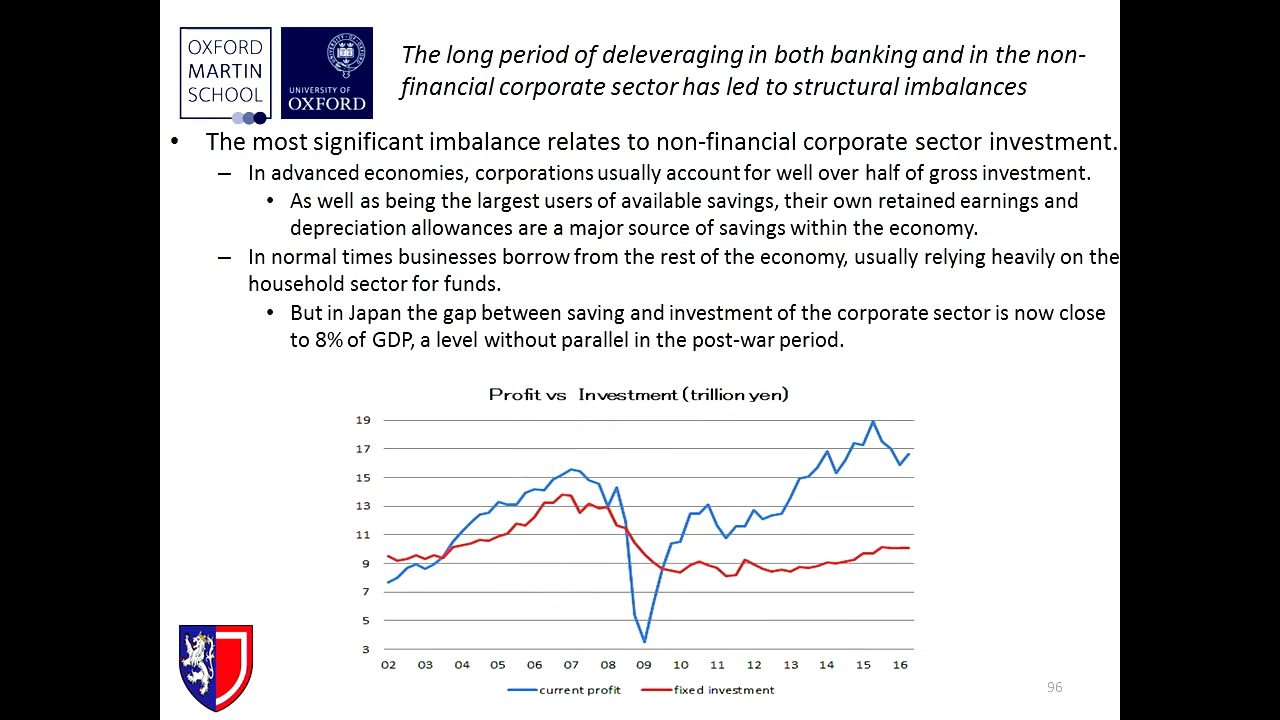 OXFORD
MARTIN
SCHOOL
UNIVERSITY OF
OXFORD
The long period of deleveraging in both banking and in the non-
financial corporate sector has led to structural imbalances
• The most significant imbalance relates to non-financial corporate sector investment.
– In advanced economies, corporations usually account for well over half of gross investment.
• As well as being the largest users of available savings, their own retained earnings and
depreciation allowances are a major source of savings within the economy.
– In normal times businesses borrow from the rest of the economy, usually relying heavily on the
household sector for funds.
• But in Japan the gap between saving and investment of the corporate sector is now close
to 8% of GDP, a level without parallel in the post-war period.
Profit vs Investment (trillion yen)
19
17
15
13
11
9
7
5
3
02 03 04 05 06 07 08 09 10 11 12 13 14 15 16
current profit fixed investment
96